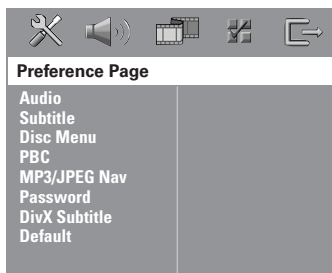 Preference Page
Audio
Subtitle
Disc Menu
PBC
MP3/JPEG Nav
Password
DivX Subtitle
Default